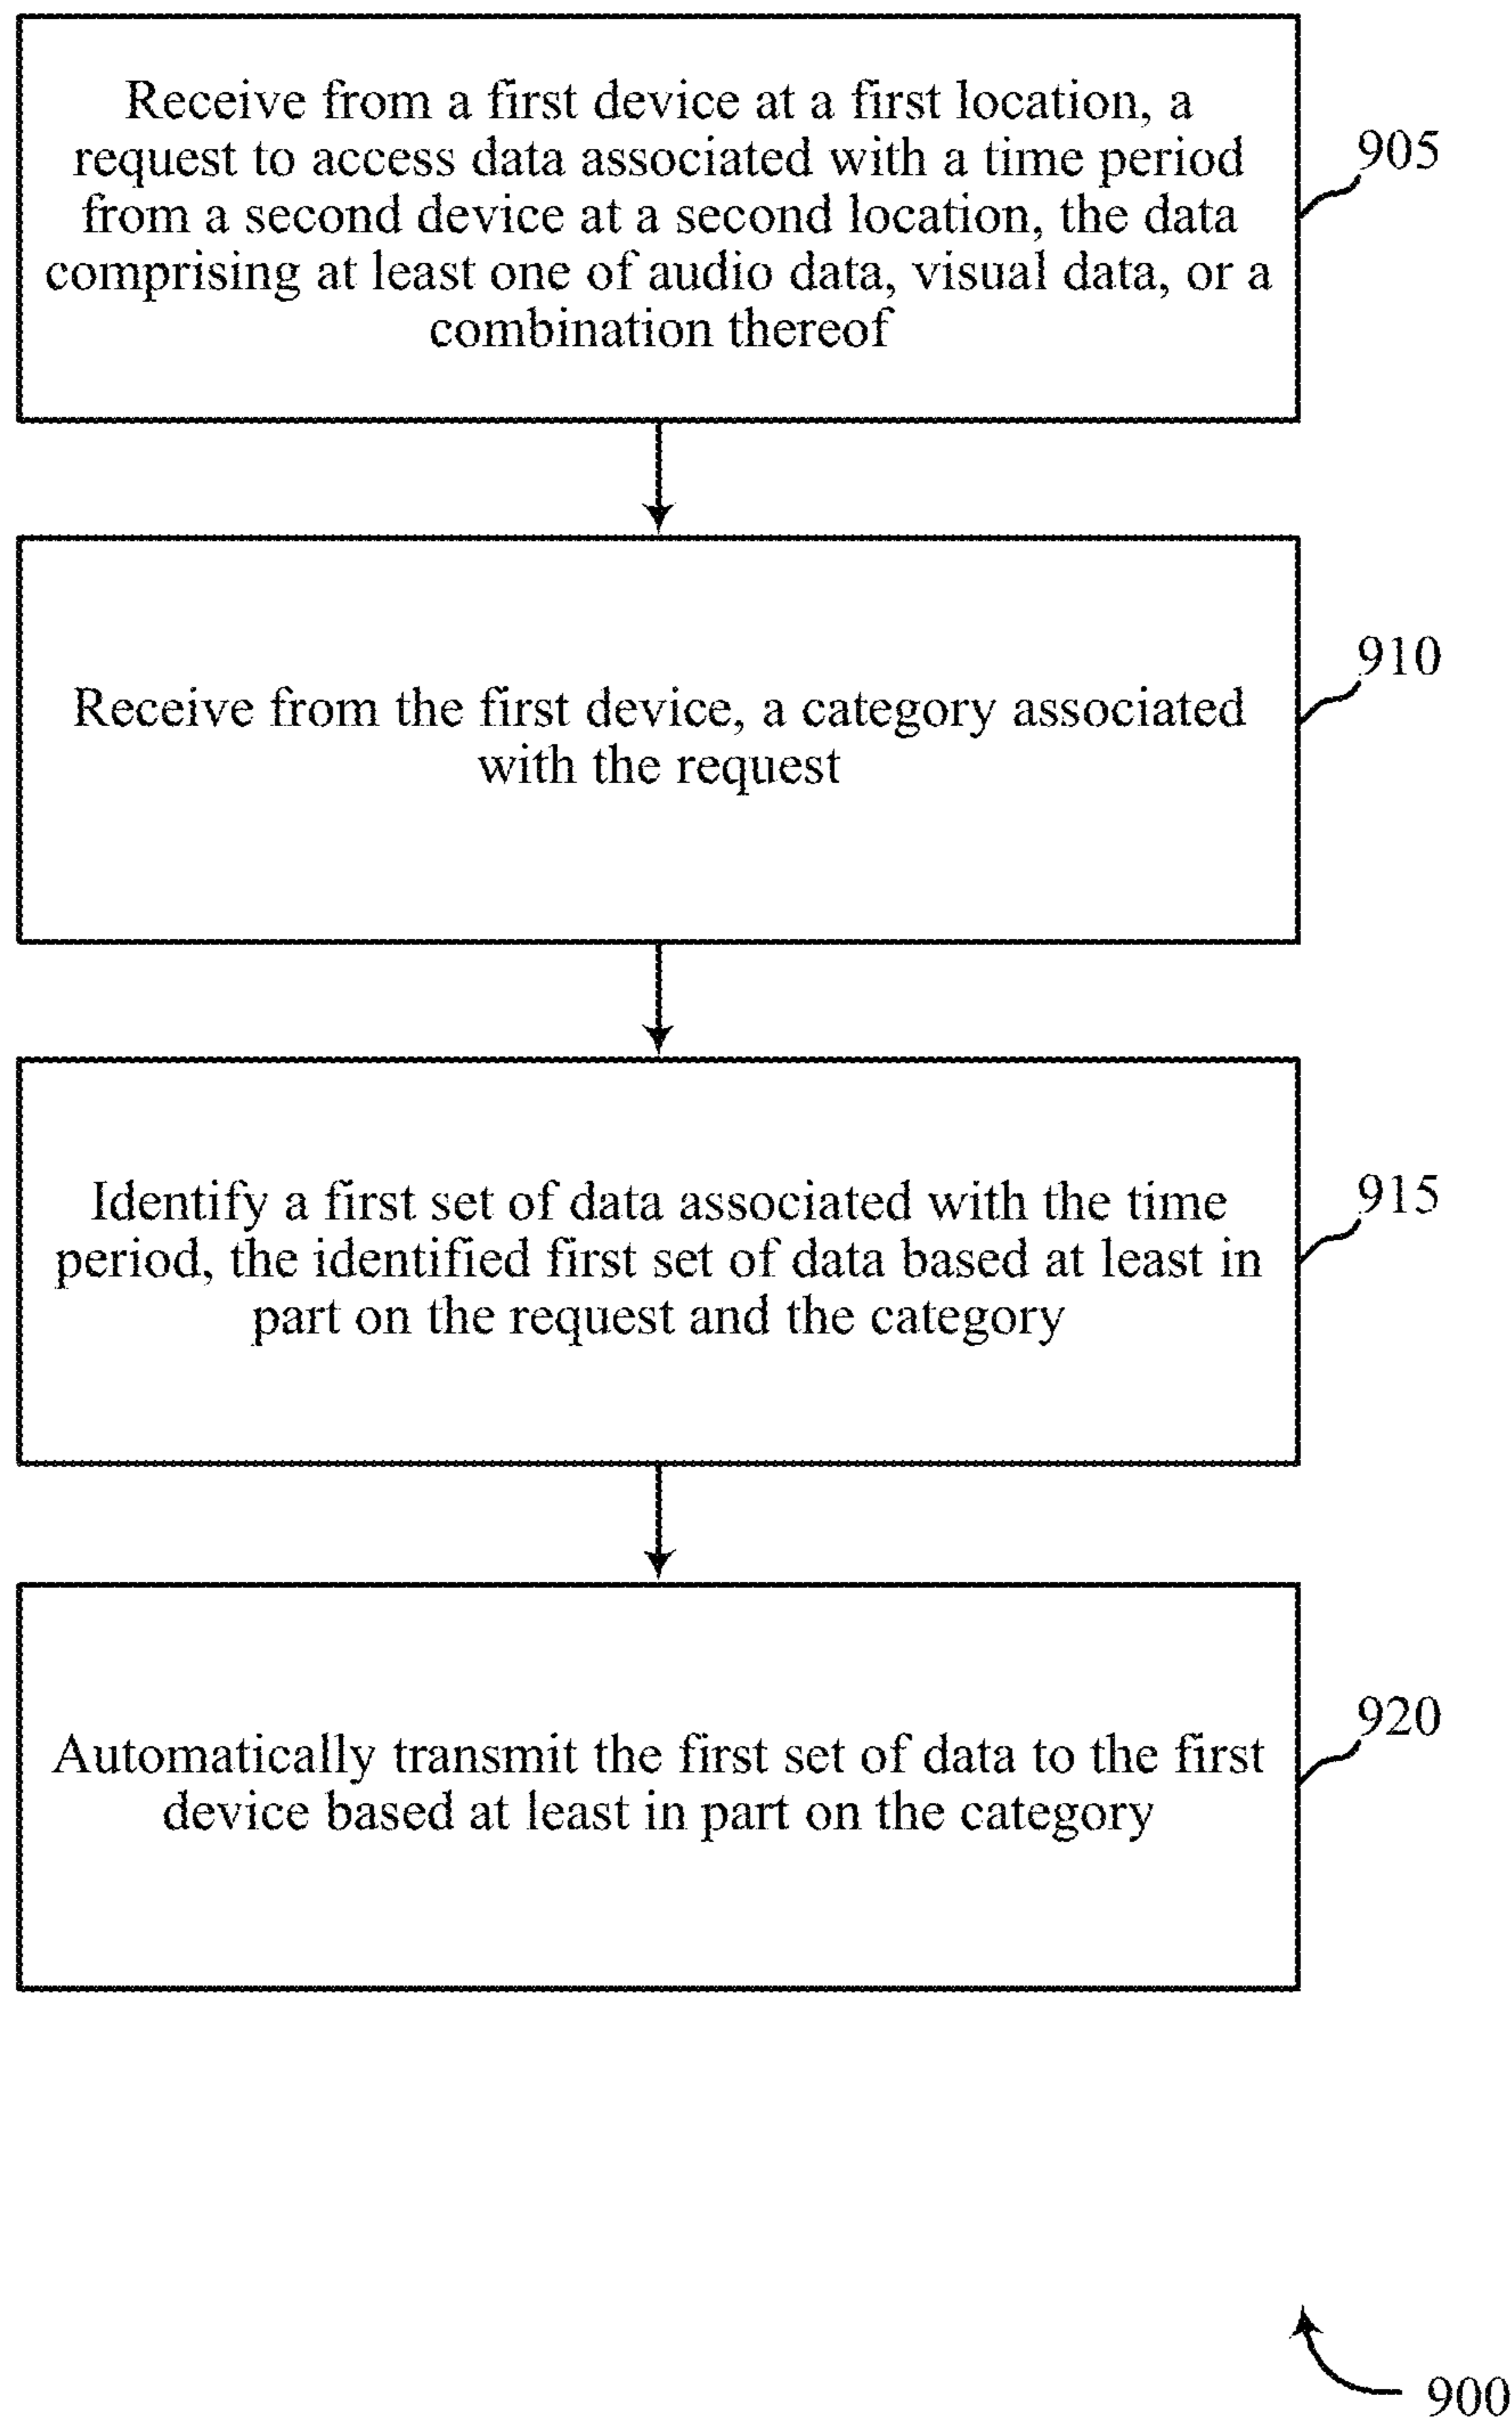 Receive from a first device at a first location, a
request to access data associated with a time period
from a second device at a second location, the data
comprising at least one of audio data, visual data, or a
combination thereof
905
Receive from the first device, a category associated
with the request
910
Identify a first set of data associated with the time
period, the identified first set of data based at least in
part on the request and the category
915
Automatically transmit the first set of data to the first
device based at least in part on the category
920
900